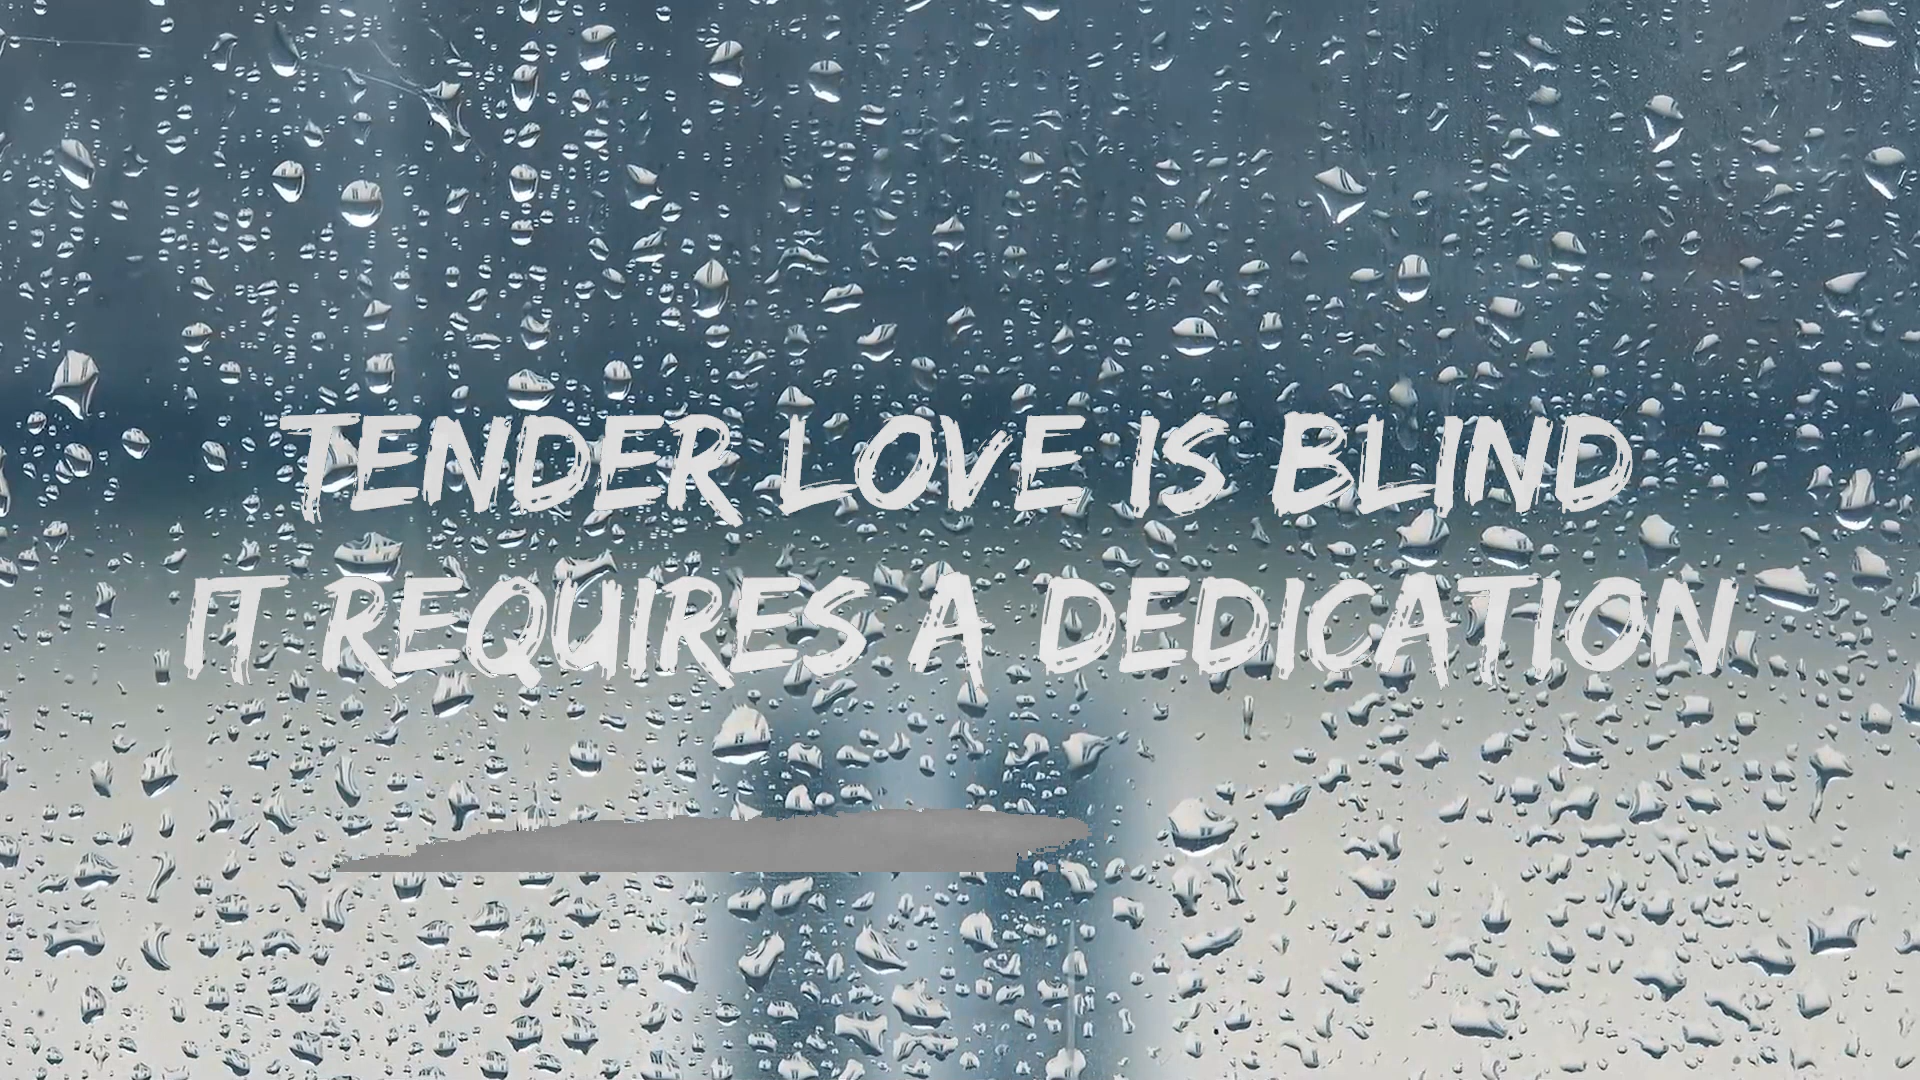 TENDER LOVE IS BLIND
IT REQUIRES A DEDICATION